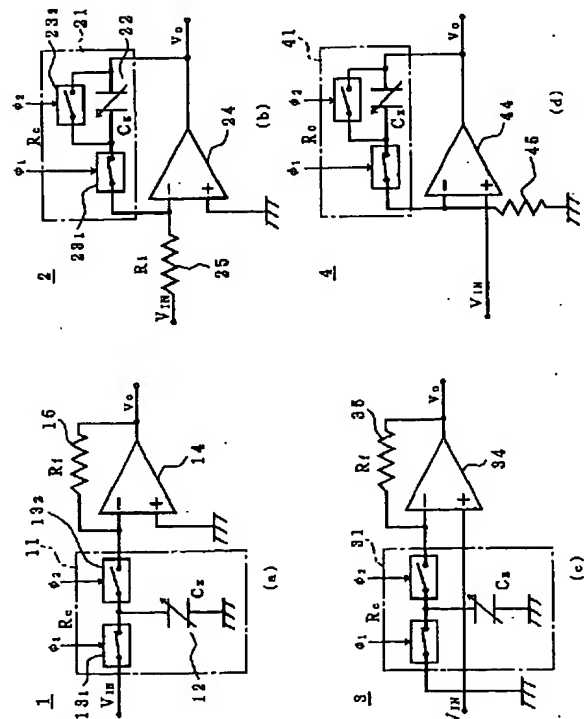 1
11
φ1
Rc
φ2
13₂
15
Rf
13₁
VIN
Cx
12
−
+
14
Vo
(a)
2
φ1
Rc
φ2
23₂
21
22
Cx
23₁
Ri
VIN
25
−
+
24
Vo
(b)
3
φ1
Rc
φ2
31
35
Rf
Cx
VIN
−
+
34
Vo
(c)
4
φ1
Rc
φ2
41
Cx
−
+
44
45
VIN
Vo
(d)